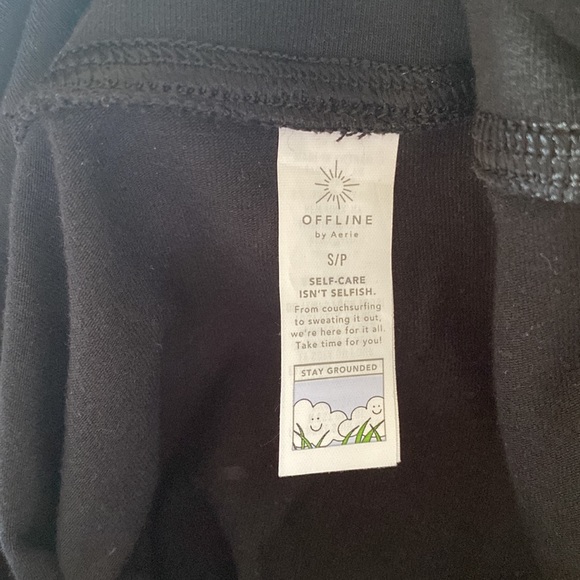 OFFLINE
by Aerie
S/P
SELF-CARE
ISN'T SELFISH.
From couchsurfing
to sweating it out,
we're here for it all.
Take time for you!
STAY GROUNDED